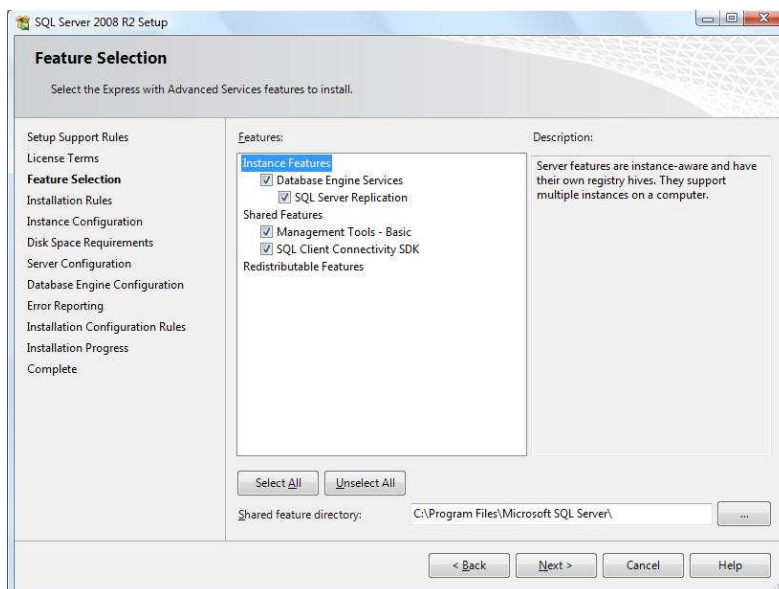 SQL Server 2008 R2 Setup
Feature Selection
Select the Express with Advanced Services features to install.
Setup Support Rules
License Terms
Feature Selection
Installation Rules
Instance Configuration
Disk Space Requirements
Server Configuration
Database Engine Configuration
Error Reporting
Installation Configuration Rules
Installation Progress
Complete
Features:
Instance Features
Database Engine Services
SQL Server Replication
Shared Features
Management Tools - Basic
SQL Client Connectivity SDK
Redistributable Features
Description:
Server features are instance-aware and have
their own registry hives. They support
multiple instances on a computer.
Select All
Unselect All
Shared feature directory:
C:\Program Files\Microsoft SQL Server\
...
< Back
Next >
Cancel
Help